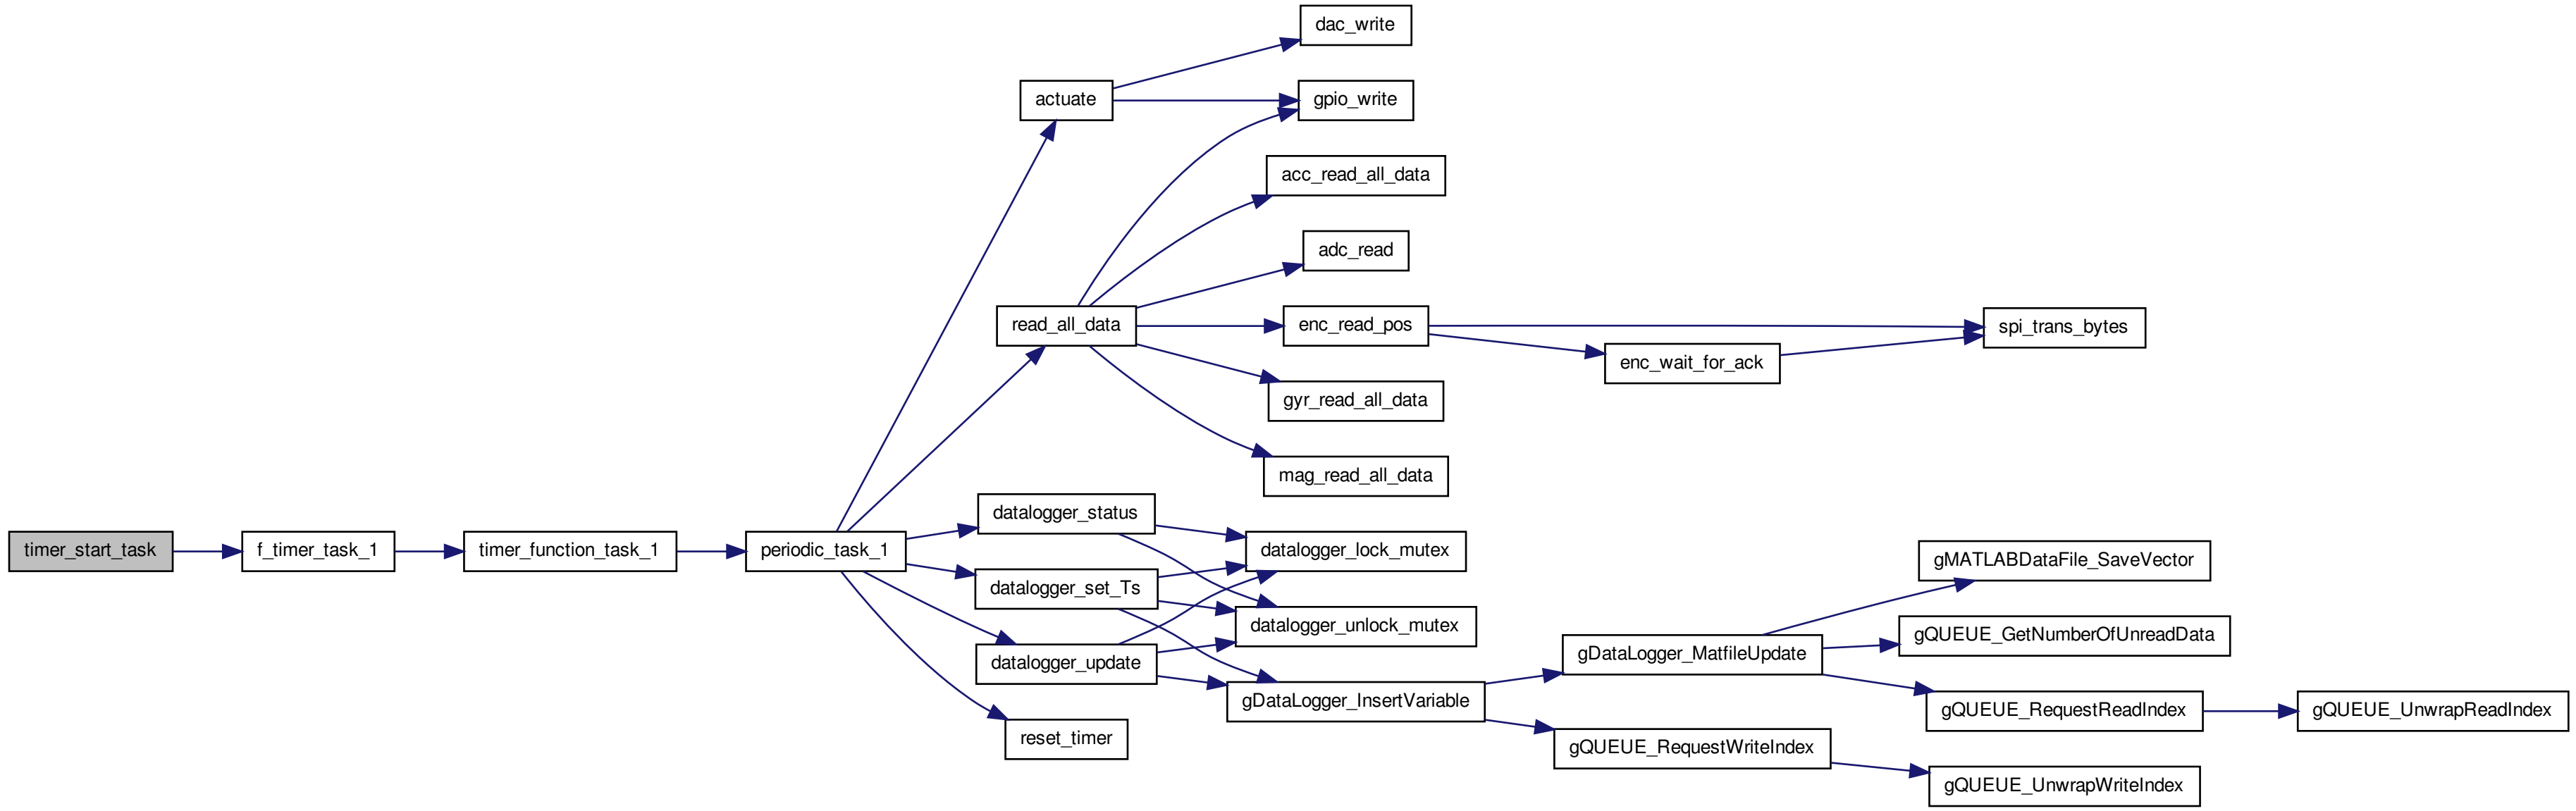 timer_start_task
f_timer_task_1
timer_function_task_1
periodic_task_1
actuate
read_all_data
datalogger_status
datalogger_set_Ts
datalogger_update
reset_timer
dac_write
gpio_write
acc_read_all_data
adc_read
enc_read_pos
gyr_read_all_data
mag_read_all_data
datalogger_lock_mutex
datalogger_unlock_mutex
gDataLogger_InsertVariable
enc_wait_for_ack
gDataLogger_MatfileUpdate
gQUEUE_RequestWriteIndex
spi_trans_bytes
gMATLABDataFile_SaveVector
gQUEUE_GetNumberOfUnreadData
gQUEUE_RequestReadIndex
gQUEUE_UnwrapWriteIndex
gQUEUE_UnwrapReadIndex